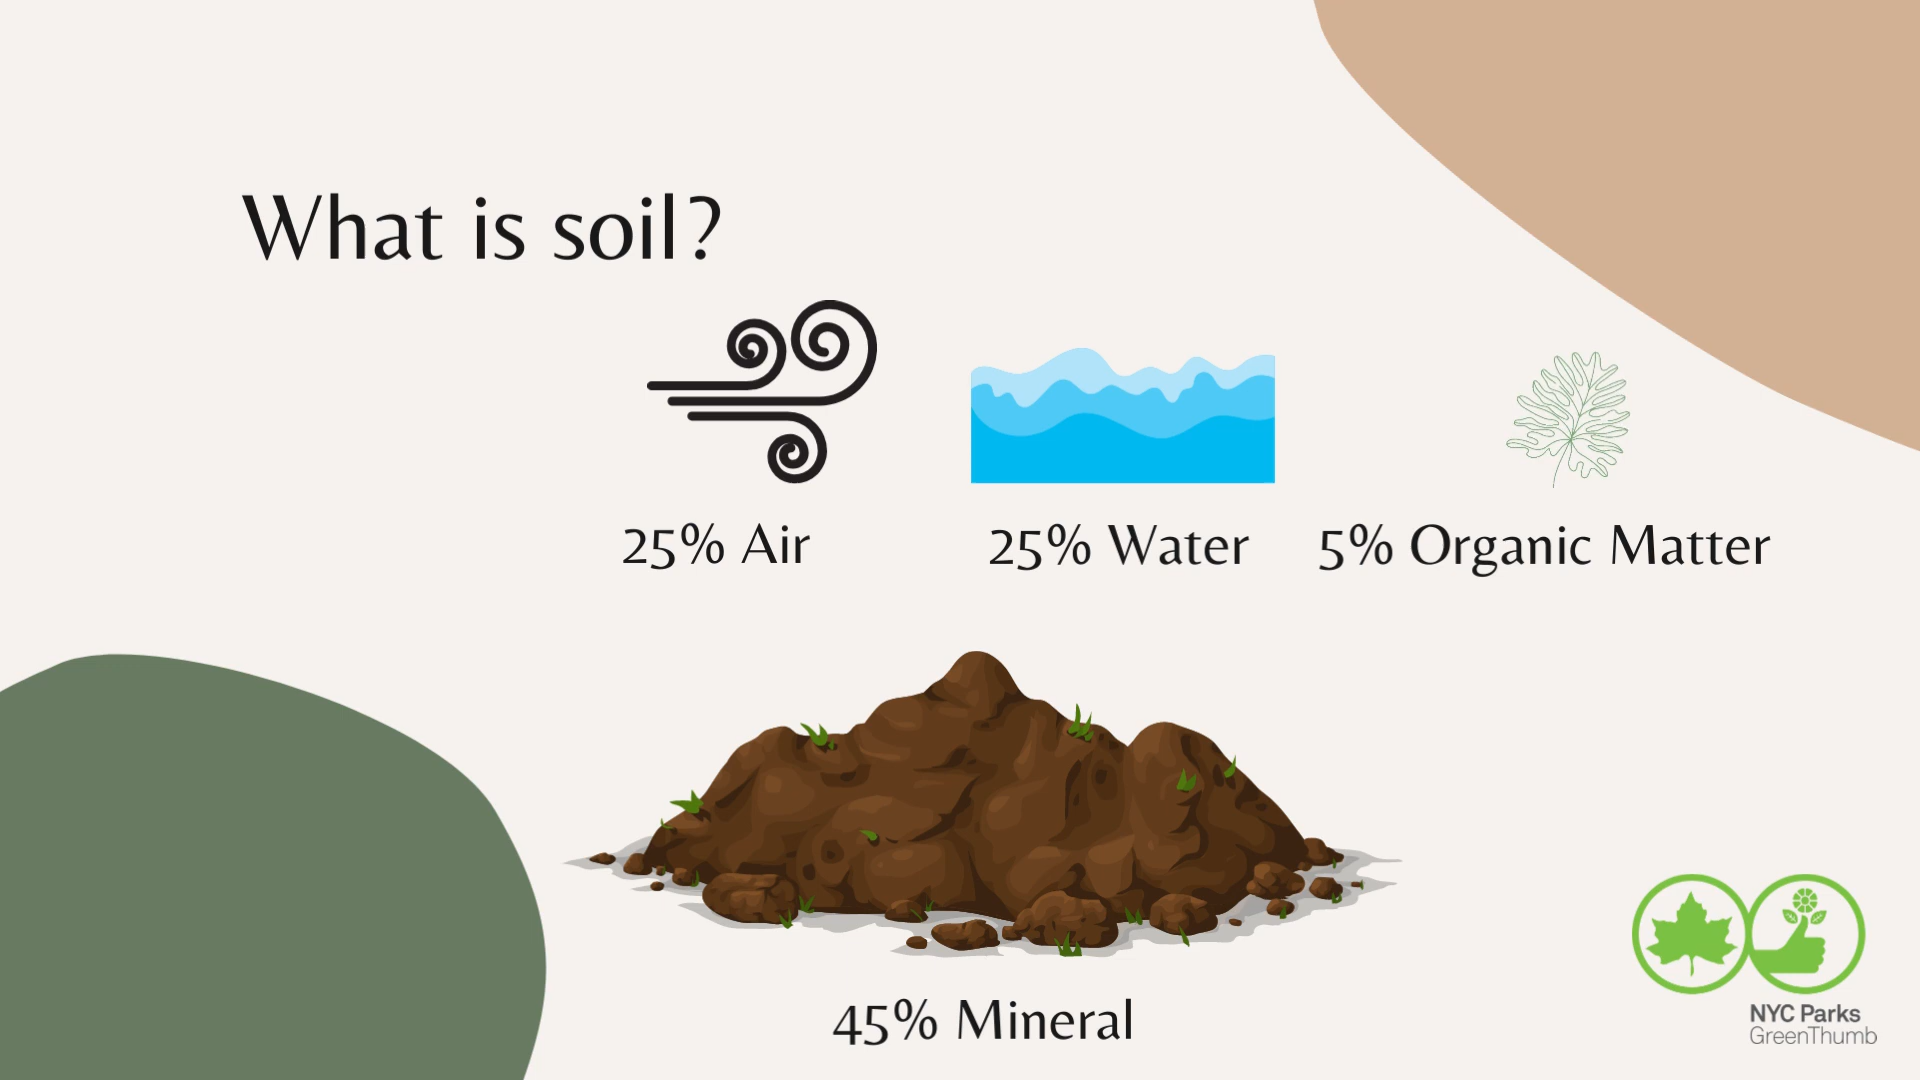 What is soil?
25% Air
25% Water
5% Organic Matter
45% Mineral
NYC Parks
GreenThumb